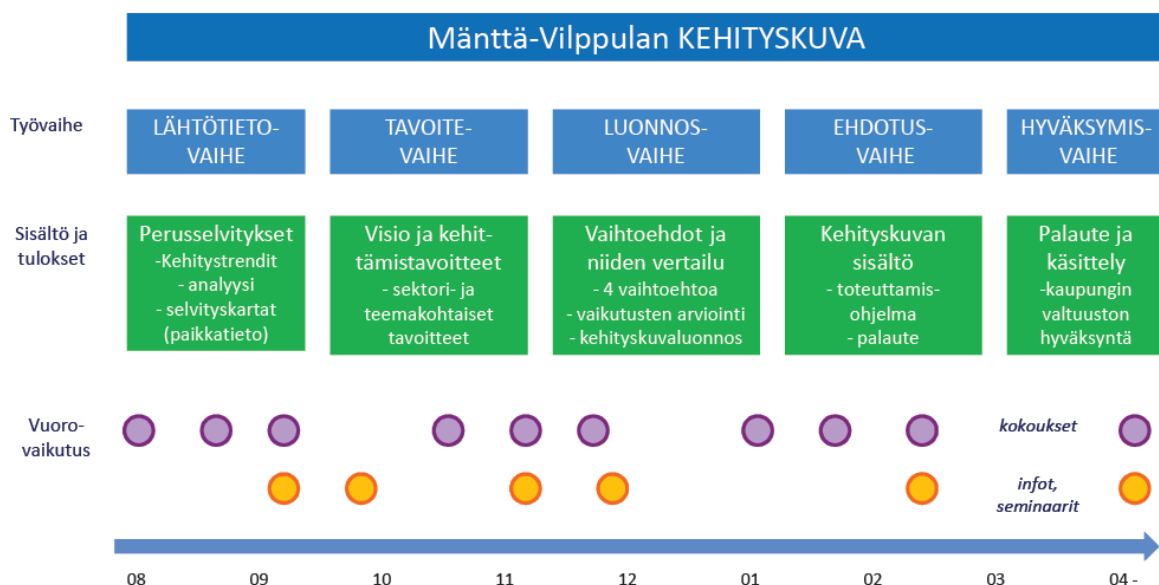 Mänttä-Vilppulan KEHITYSKUVA
Työvaihe
LÄHTÖTIETO-
VAIHE
TAVOITE-
VAIHE
LUONNOS-
VAIHE
EHDOTUS-
VAIHE
HYVÄKSYMIS-
VAIHE
Sisältö ja
tulokset
Perusselvitykset
-Kehitystrendit
- analyysi
- selvityskartat
(paikkatieto)
Visio ja kehit-
tämistavoitteet
- sektori- ja
teemakohtaiset
tavoitteet
Vaihtoehdot ja
niiden vertailu
- 4 vaihtoehtoa
- vaikutusten arviointi
- kehityskuvaluonnos
Kehityskuvan
sisältö
- toteuttamis-
ohjelma
- palaute
Palaute ja
käsittely
-kaupungin
valtuuston
hyväksyntä
Vuoro-
vaikutus
kokoukset
infot,
seminaarit
08 09 10 11 12 01 02 03 04 -